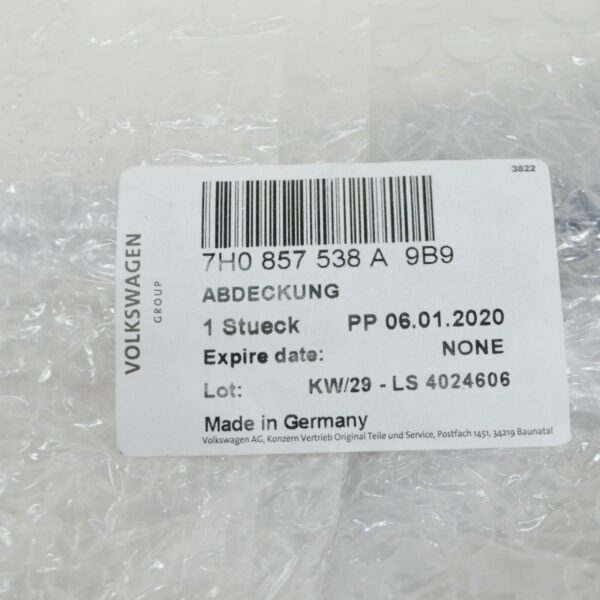 3822
VOLKSWAGEN
GROUP
7H0 857 538 A 9B9
ABDECKUNG
1 Stueck PP 06.01.2020
Expire date: NONE
Lot: KW/29 - LS 4024606
Made in Germany
Volkswagen AG, Konzern Vertrieb Original Teile und Service, Postfach 1451, 34219 Baunatal